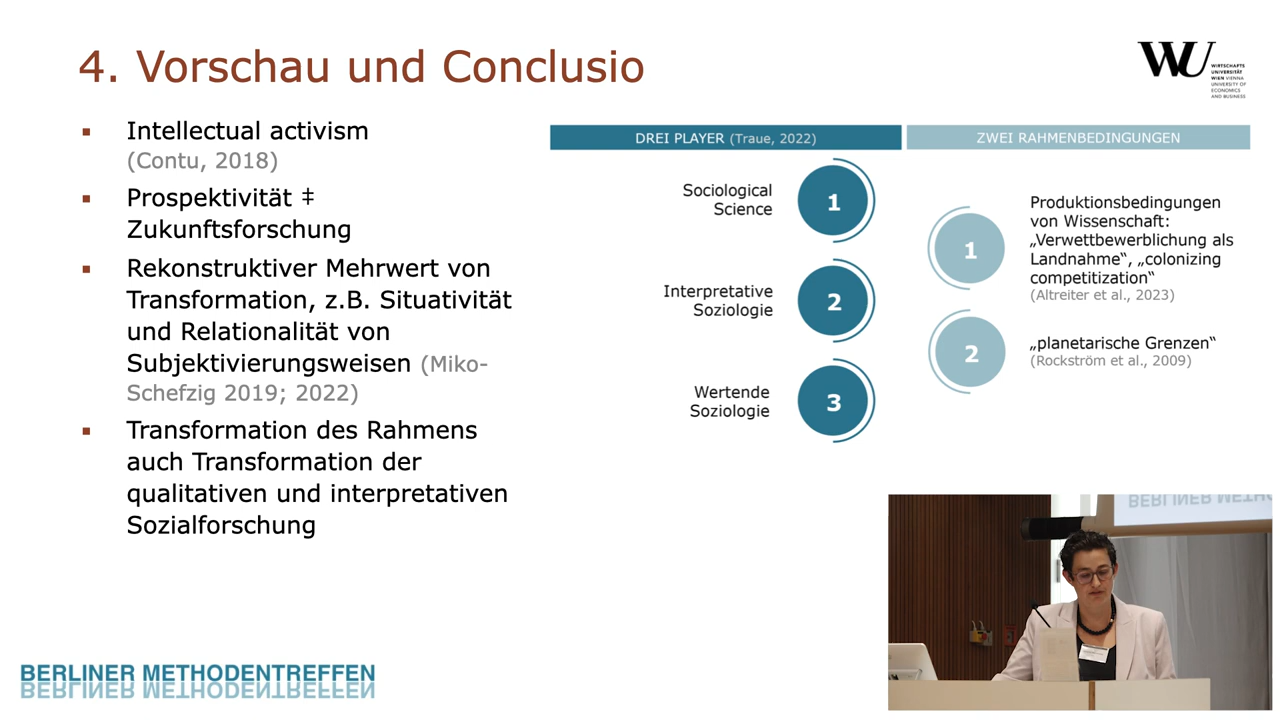 4. Vorschau und Conclusio
WIRTSCHAFTS
UNIVERSITÄT
WIEN VIENNA
UNIVERSITY OF
ECONOMICS
AND BUSINESS
Intellectual activism
(Contu, 2018)
Prospektivität ‡
Zukunftsforschung
Rekonstruktiver Mehrwert von
Transformation, z.B. Situativität
und Relationalität von
Subjektivierungsweisen (Miko-
Schefzig 2019; 2022)
Transformation des Rahmens
auch Transformation der
qualitativen und interpretativen
Sozialforschung
DREI PLAYER (Traue, 2022)
Sociological
Science
1
Interpretative
Soziologie
2
Wertende
Soziologie
3
ZWEI RAHMENBEDINGUNGEN
1
Produktionsbedingungen
von Wissenschaft:
„Verwettbewerblichung als
Landnahme“, „colonizing
competitization“
(Altreiter et al., 2023)
2
„planetarische Grenzen“
(Rockström et al., 2009)
BERLINER METHODENTREFFEN